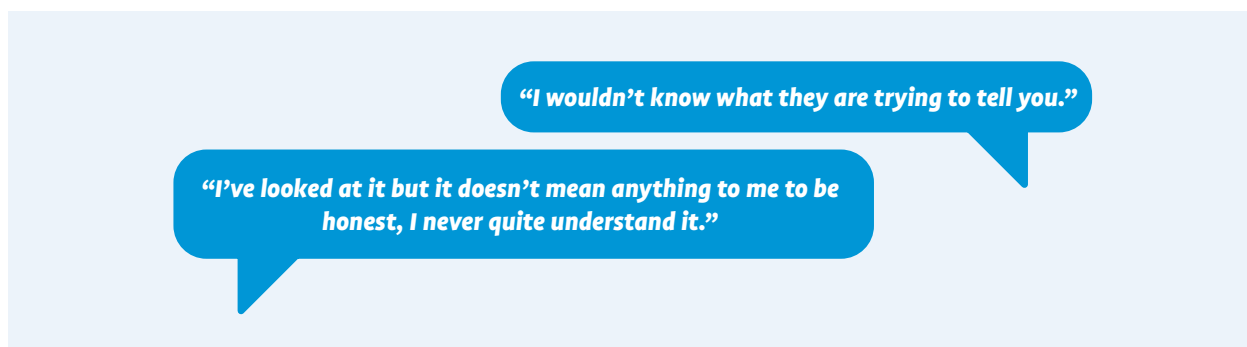 “I wouldn’t know what they are trying to tell you.”
“I’ve looked at it but it doesn’t mean anything to me to be
honest, I never quite understand it.”